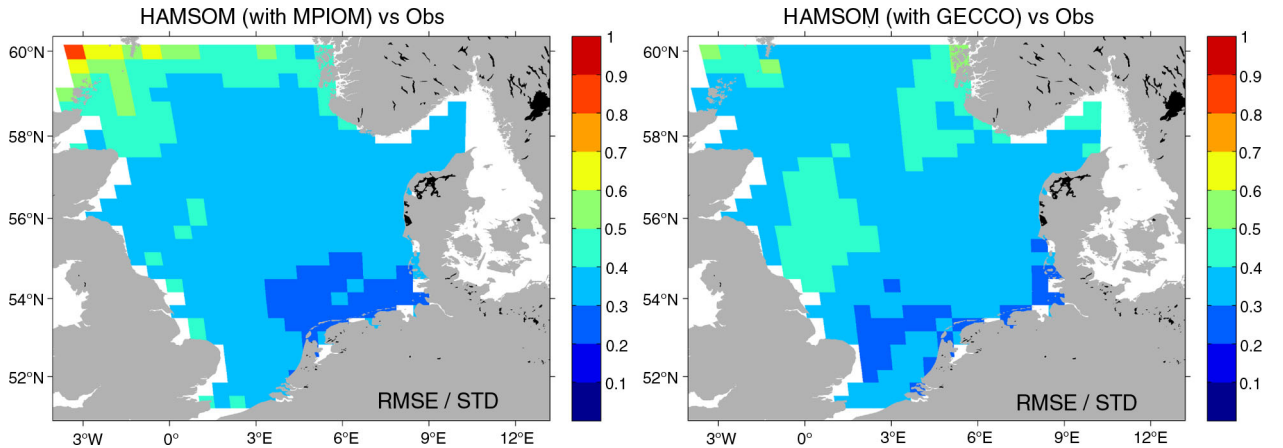 HAMSOM (with MPIOM) vs Obs
60°N
58°N
56°N
54°N
52°N
3°W
0°
3°E
6°E
9°E
12°E
RMSE / STD
1
0.9
0.8
0.7
0.6
0.5
0.4
0.3
0.2
0.1
HAMSOM (with GECCO) vs Obs
60°N
58°N
56°N
54°N
52°N
3°W
0°
3°E
6°E
9°E
12°E
RMSE / STD
1
0.9
0.8
0.7
0.6
0.5
0.4
0.3
0.2
0.1